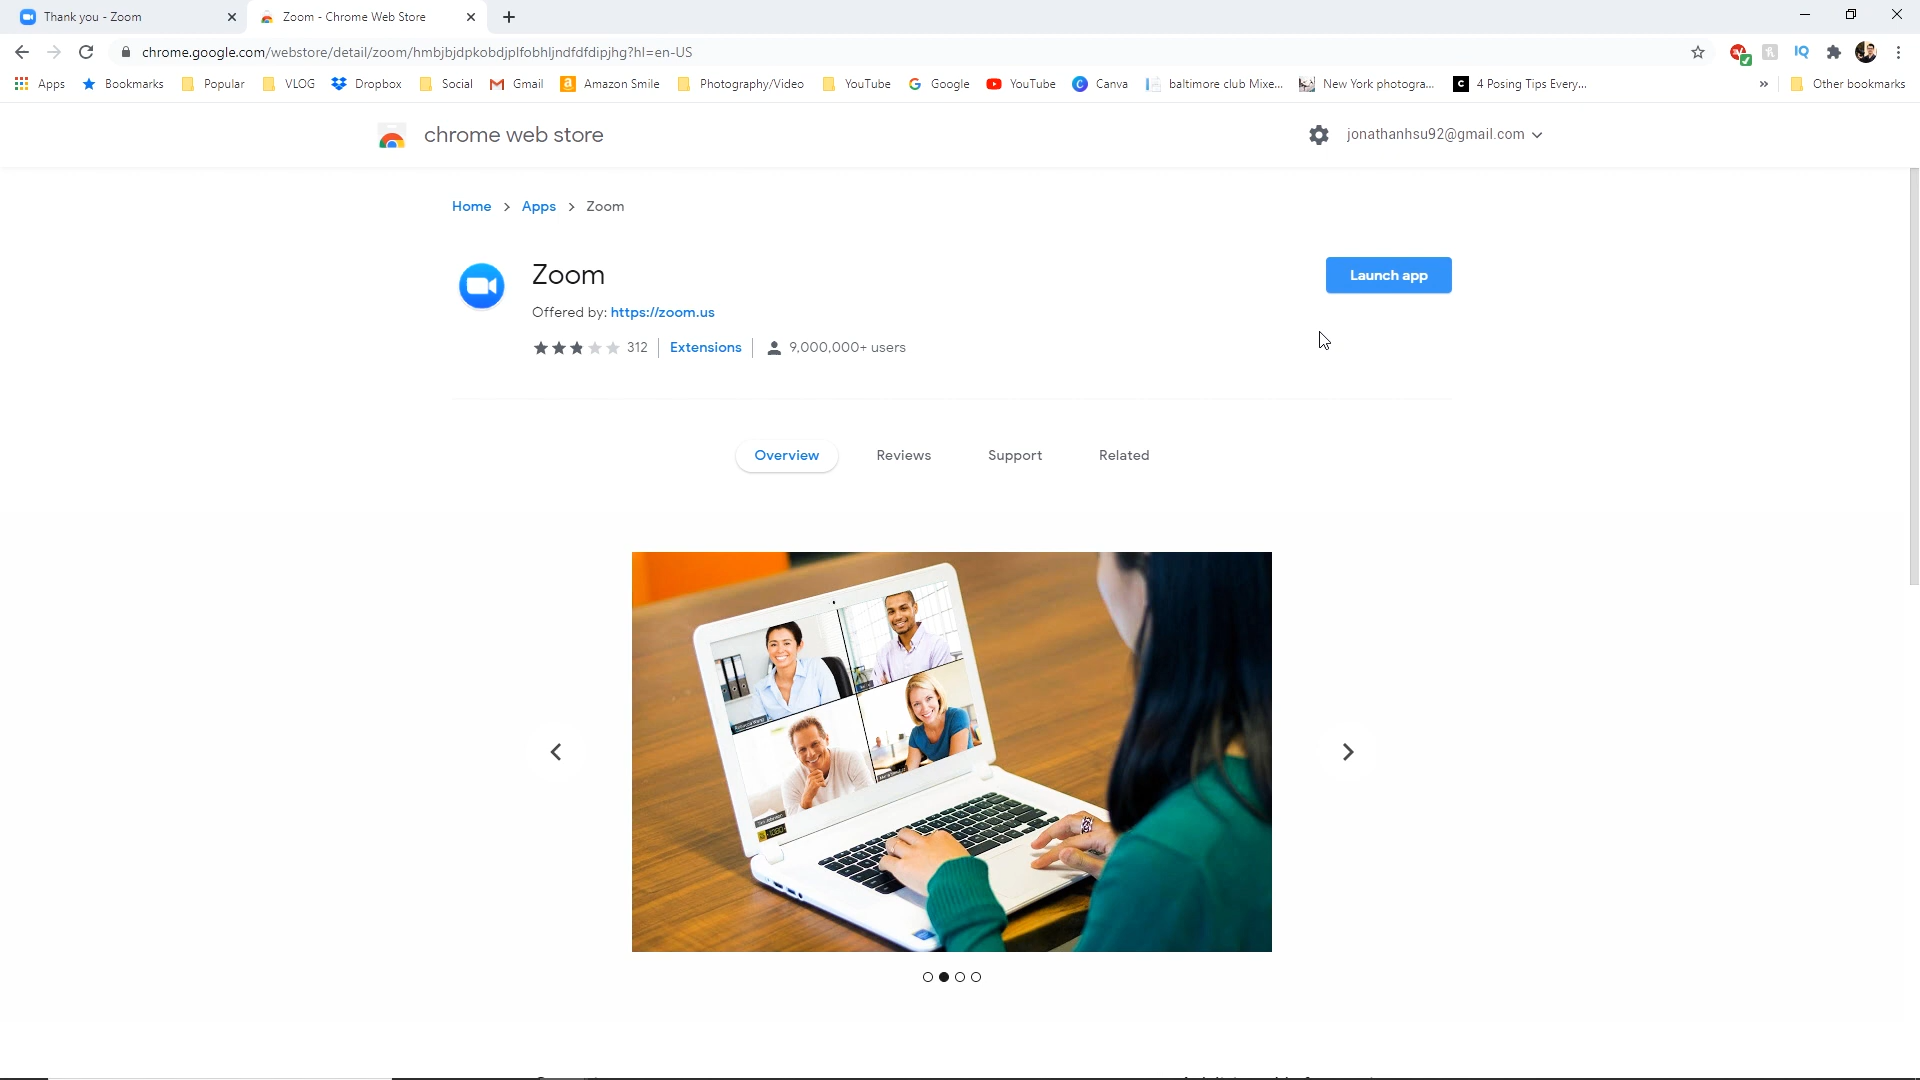 Thank you - Zoom
Zoom - Chrome Web Store
chrome.google.com/webstore/detail/zoom/hmbjbjdpkobdjplfobhljndfdfdipjhg?hl=en-US
Apps Bookmarks Popular VLOG Dropbox Social Gmail Amazon Smile Photography/Video YouTube Google YouTube Canva baltimore club Mixe... New York photogra... 4 Posing Tips Every... » Other bookmarks
chrome web store
jonathanhsu92@gmail.com
Home > Apps > Zoom
Zoom
Launch app
Offered by: https://zoom.us
312 Extensions 9,000,000+ users
Overview Reviews Support Related